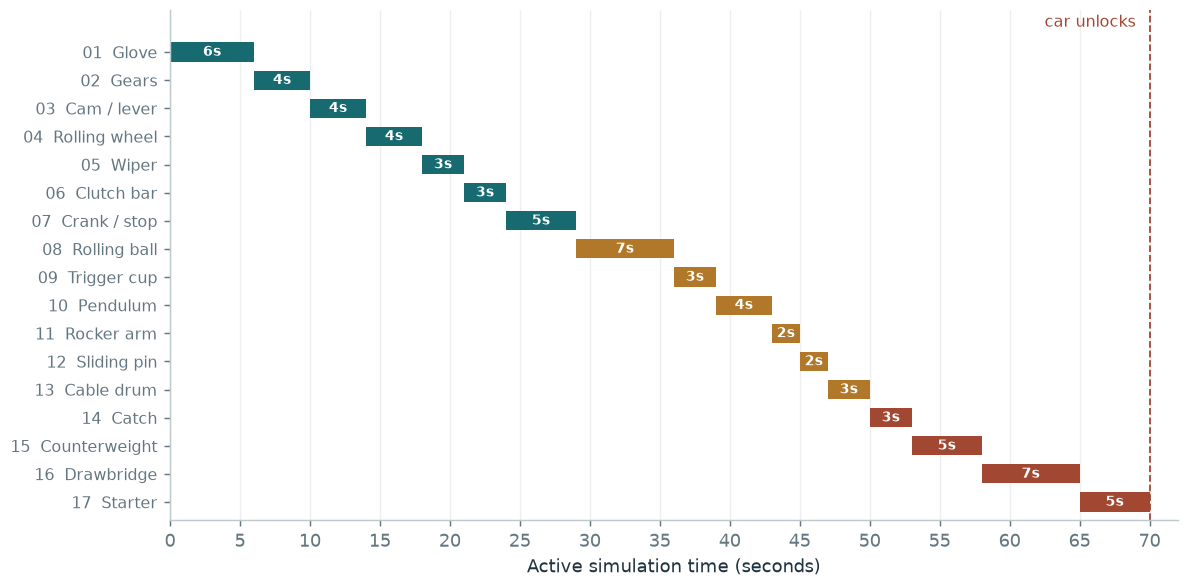 car unlocks
01 Glove 6s
02 Gears 4s
03 Cam / lever 4s
04 Rolling wheel 4s
05 Wiper 3s
06 Clutch bar 3s
07 Crank / stop 5s
08 Rolling ball 7s
09 Trigger cup 3s
10 Pendulum 4s
11 Rocker arm 2s
12 Sliding pin 2s
13 Cable drum 3s
14 Catch 3s
15 Counterweight 5s
16 Drawbridge 7s
17 Starter 5s
0 5 10 15 20 25 30 35 40 45 50 55 60 65 70
Active simulation time (seconds)